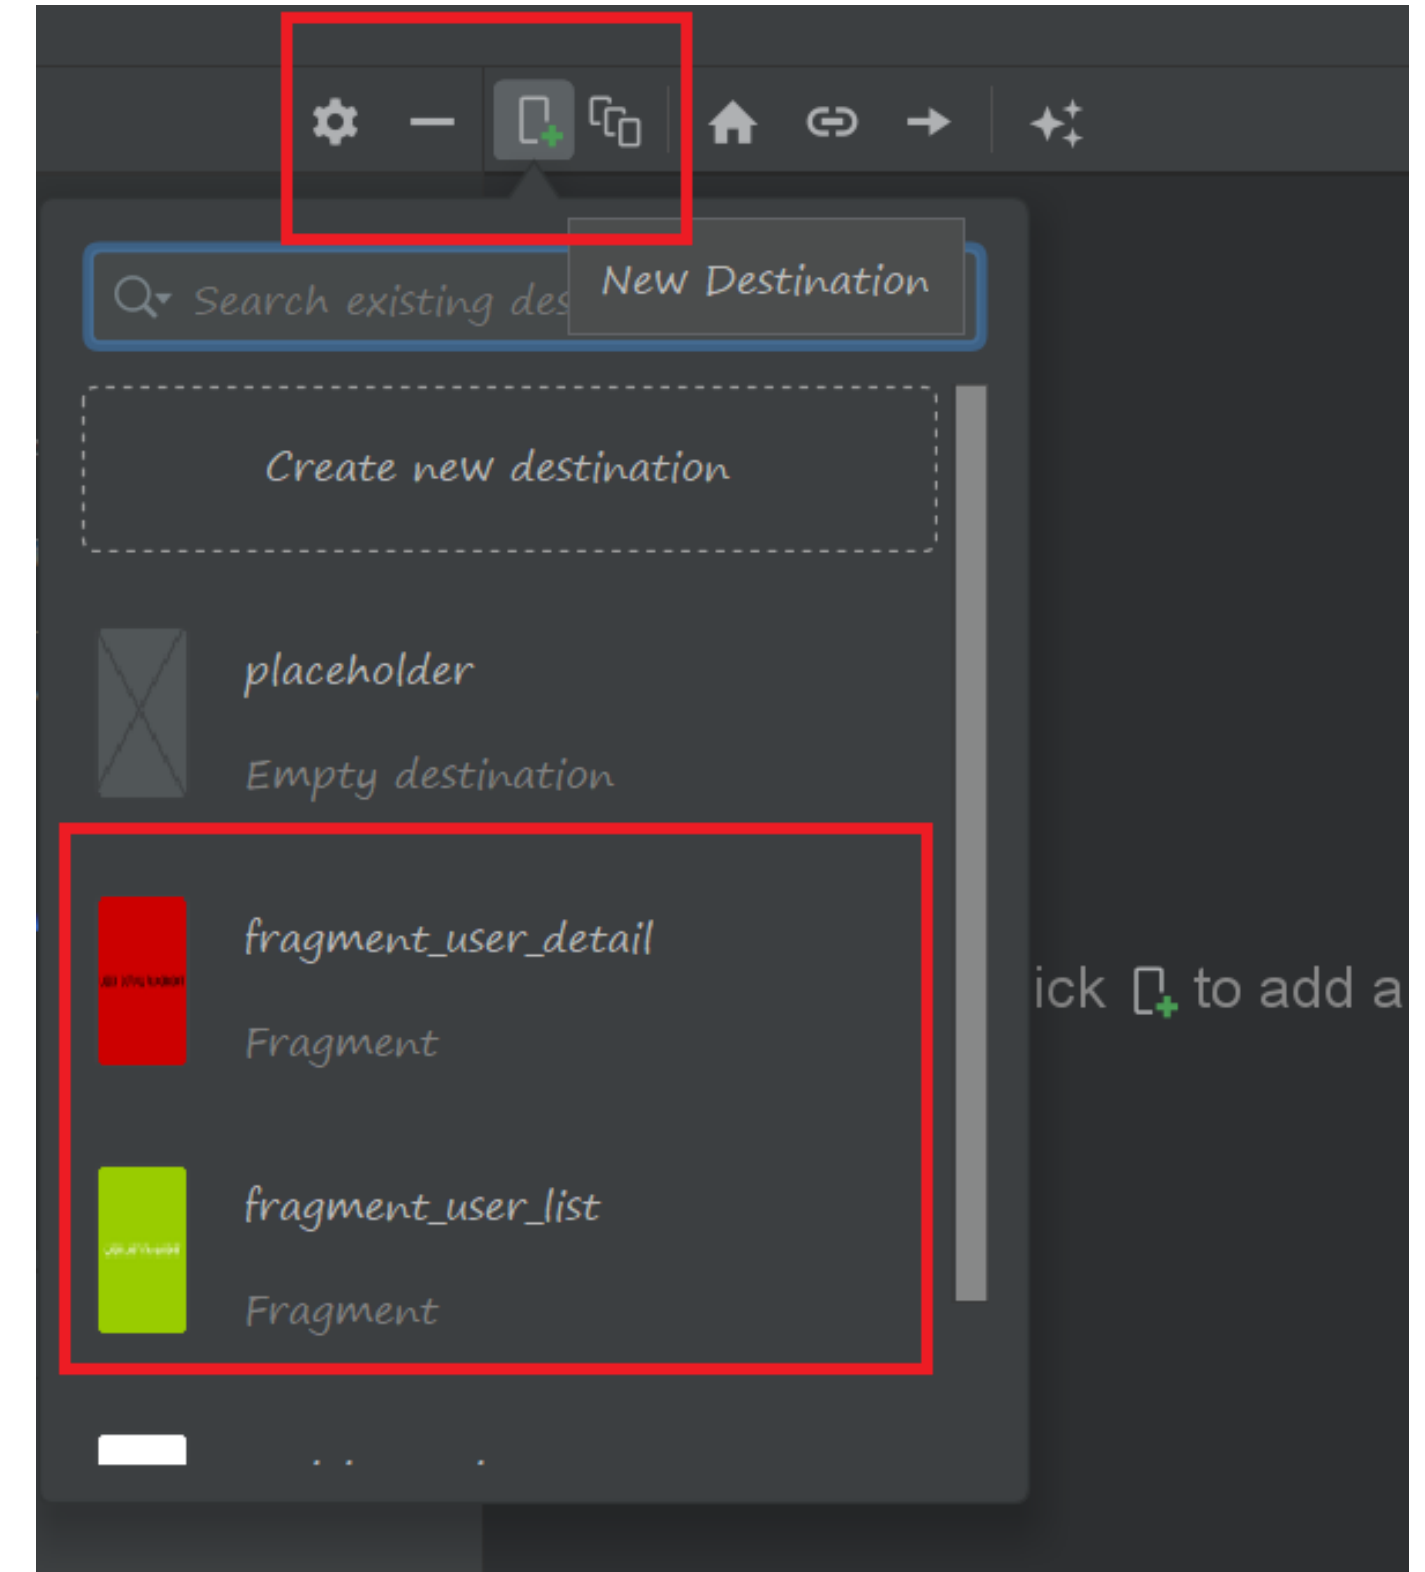 Search existing des
New Destination
Create new destination
placeholder
Empty destination
fragment_user_detail
Fragment
ick to add a
fragment_user_list
Fragment